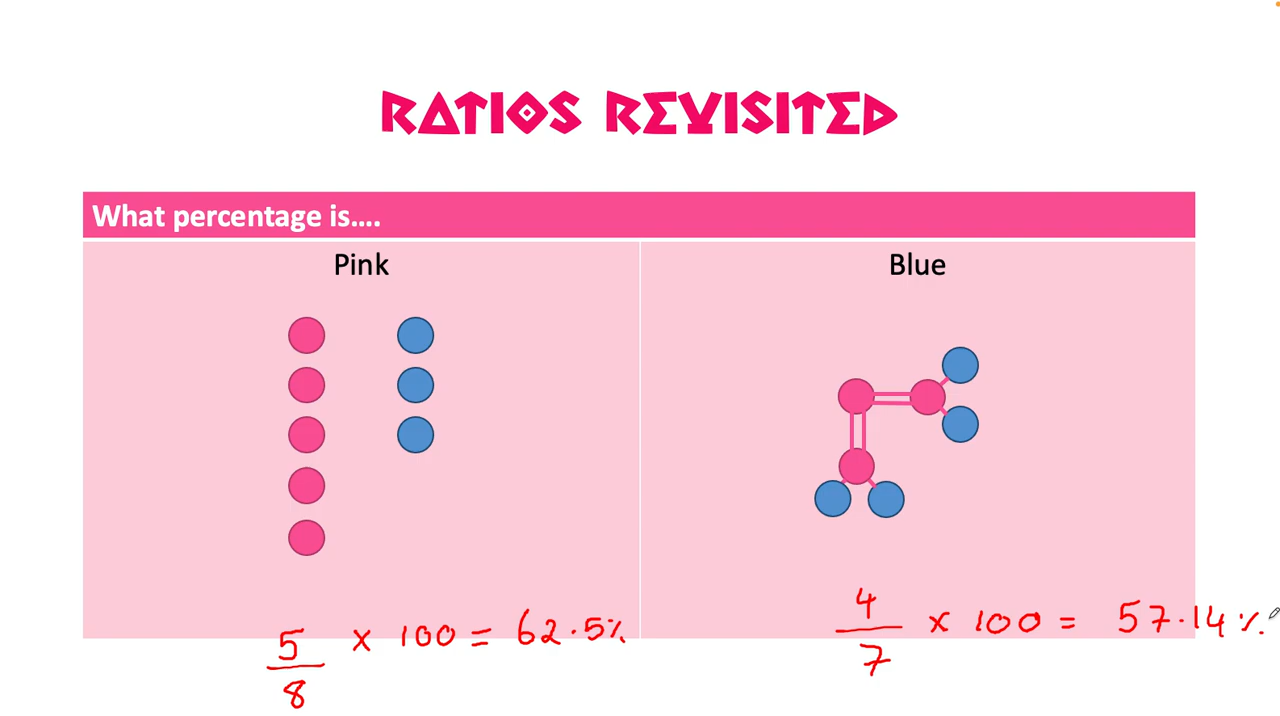 RATIOS REVISITED
What percentage is....
Pink
Blue
5/8 x 100 = 62.5%
4/7 x 100 = 57.14%